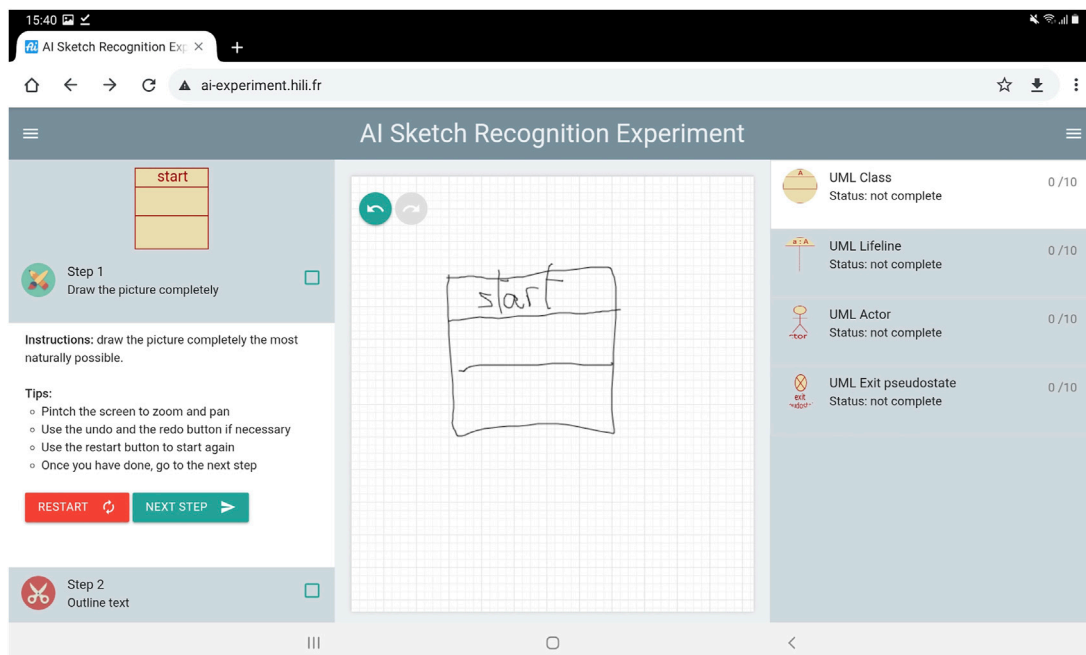 15:40
AI Sketch Recognition Exp
ai-experiment.hili.fr
AI Sketch Recognition Experiment
start
Step 1
Draw the picture completely
Instructions: draw the picture completely the most
naturally possible.
Tips:
Pintch the screen to zoom and pan
Use the undo and the redo button if necessary
Use the restart button to start again
Once you have done, go to the next step
RESTART
NEXT STEP
Step 2
Outline text
start
A
UML Class
Status: not complete
0 /10
a : A
UML Lifeline
Status: not complete
0 /10
UML Actor
Status: not complete
0 /10
tor
UML Exit pseudostate
Status: not complete
0 /10
exit